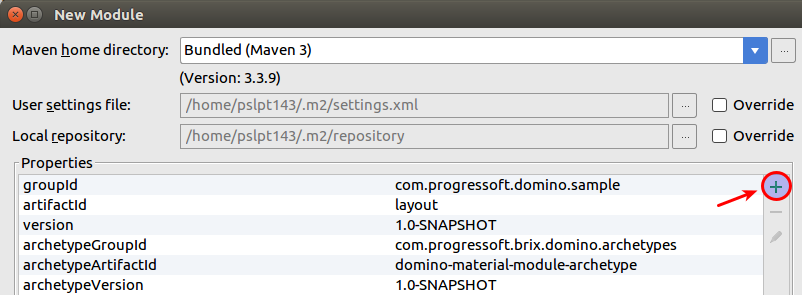 New Module
Maven home directory: Bundled (Maven 3)
(Version: 3.3.9)
User settings file: /home/pslpt143/.m2/settings.xml ... Override
Local repository: /home/pslpt143/.m2/repository ... Override
Properties
groupId com.progressoft.domino.sample
artifactId layout
version 1.0-SNAPSHOT
archetypeGroupId com.progressoft.brix.domino.archetypes
archetypeArtifactId domino-material-module-archetype
archetypeVersion 1.0-SNAPSHOT